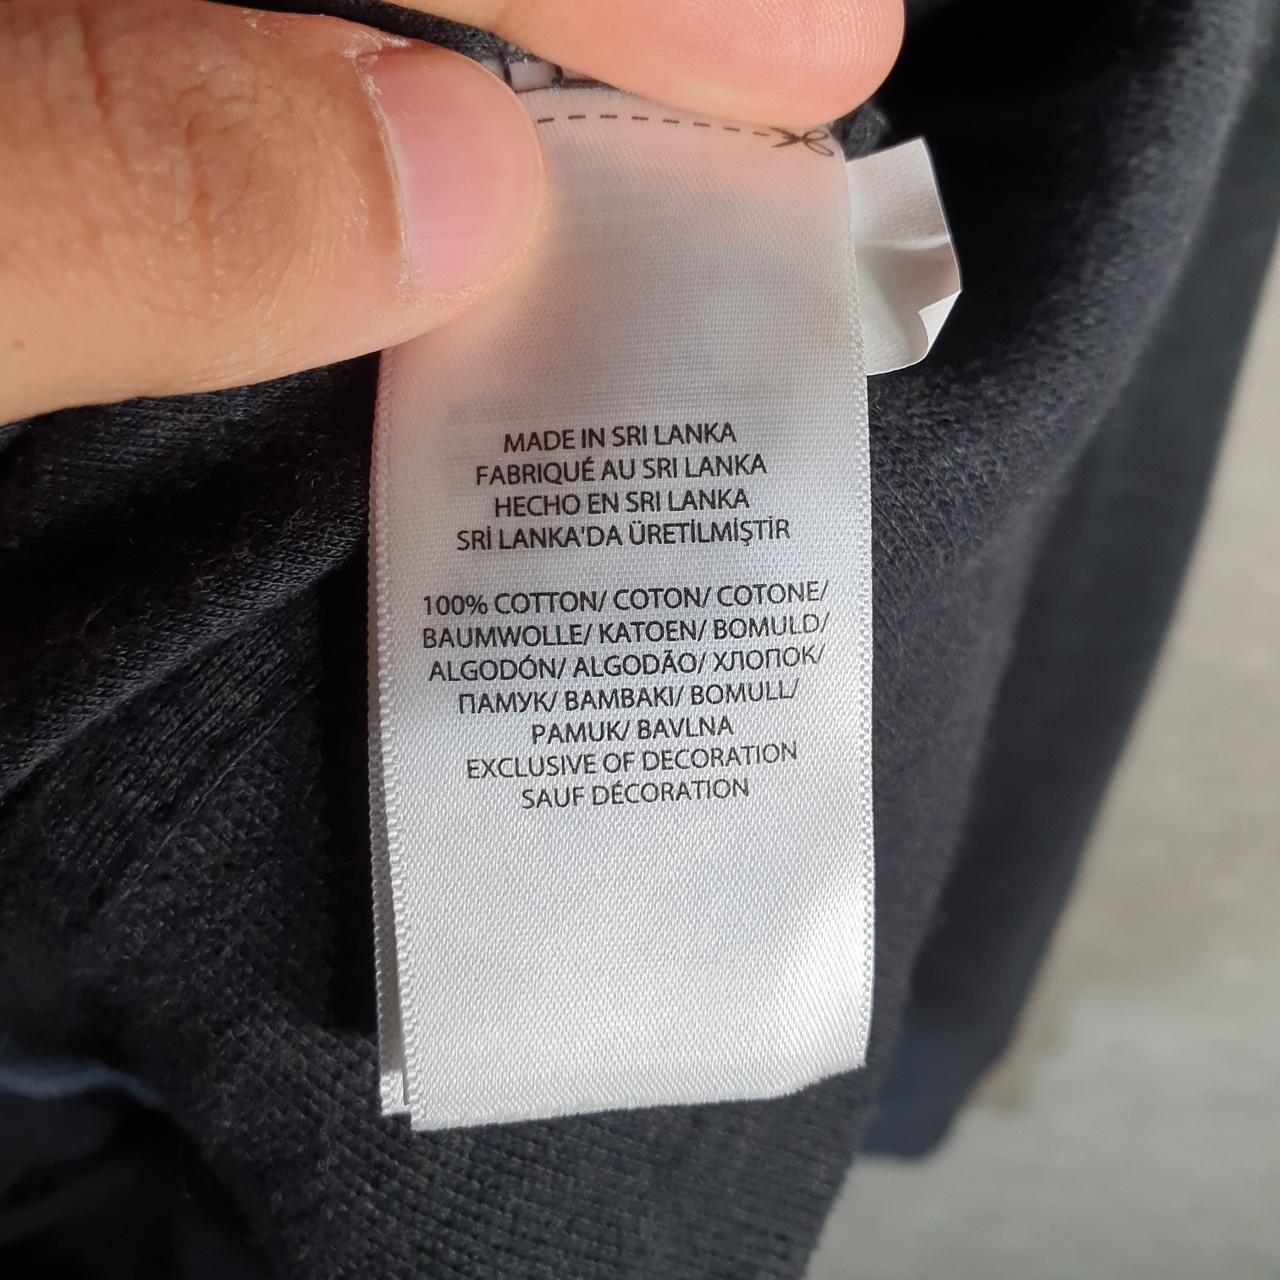 MADE IN SRI LANKA
FABRIQUÉ AU SRI LANKA
HECHO EN SRI LANKA
SRİ LANKA'DA ÜRETİLMİŞTİR
100% COTTON/ COTON/ COTONE/
BAUMWOLLE/ KATOEN/ BOMULD/
ALGODÓN/ ALGODÃO/ ХЛОПОК/
ПАМУК/ BAMBAKI/ BOMULL/
PAMUK/ BAVLNA
EXCLUSIVE OF DECORATION
SAUF DÉCORATION